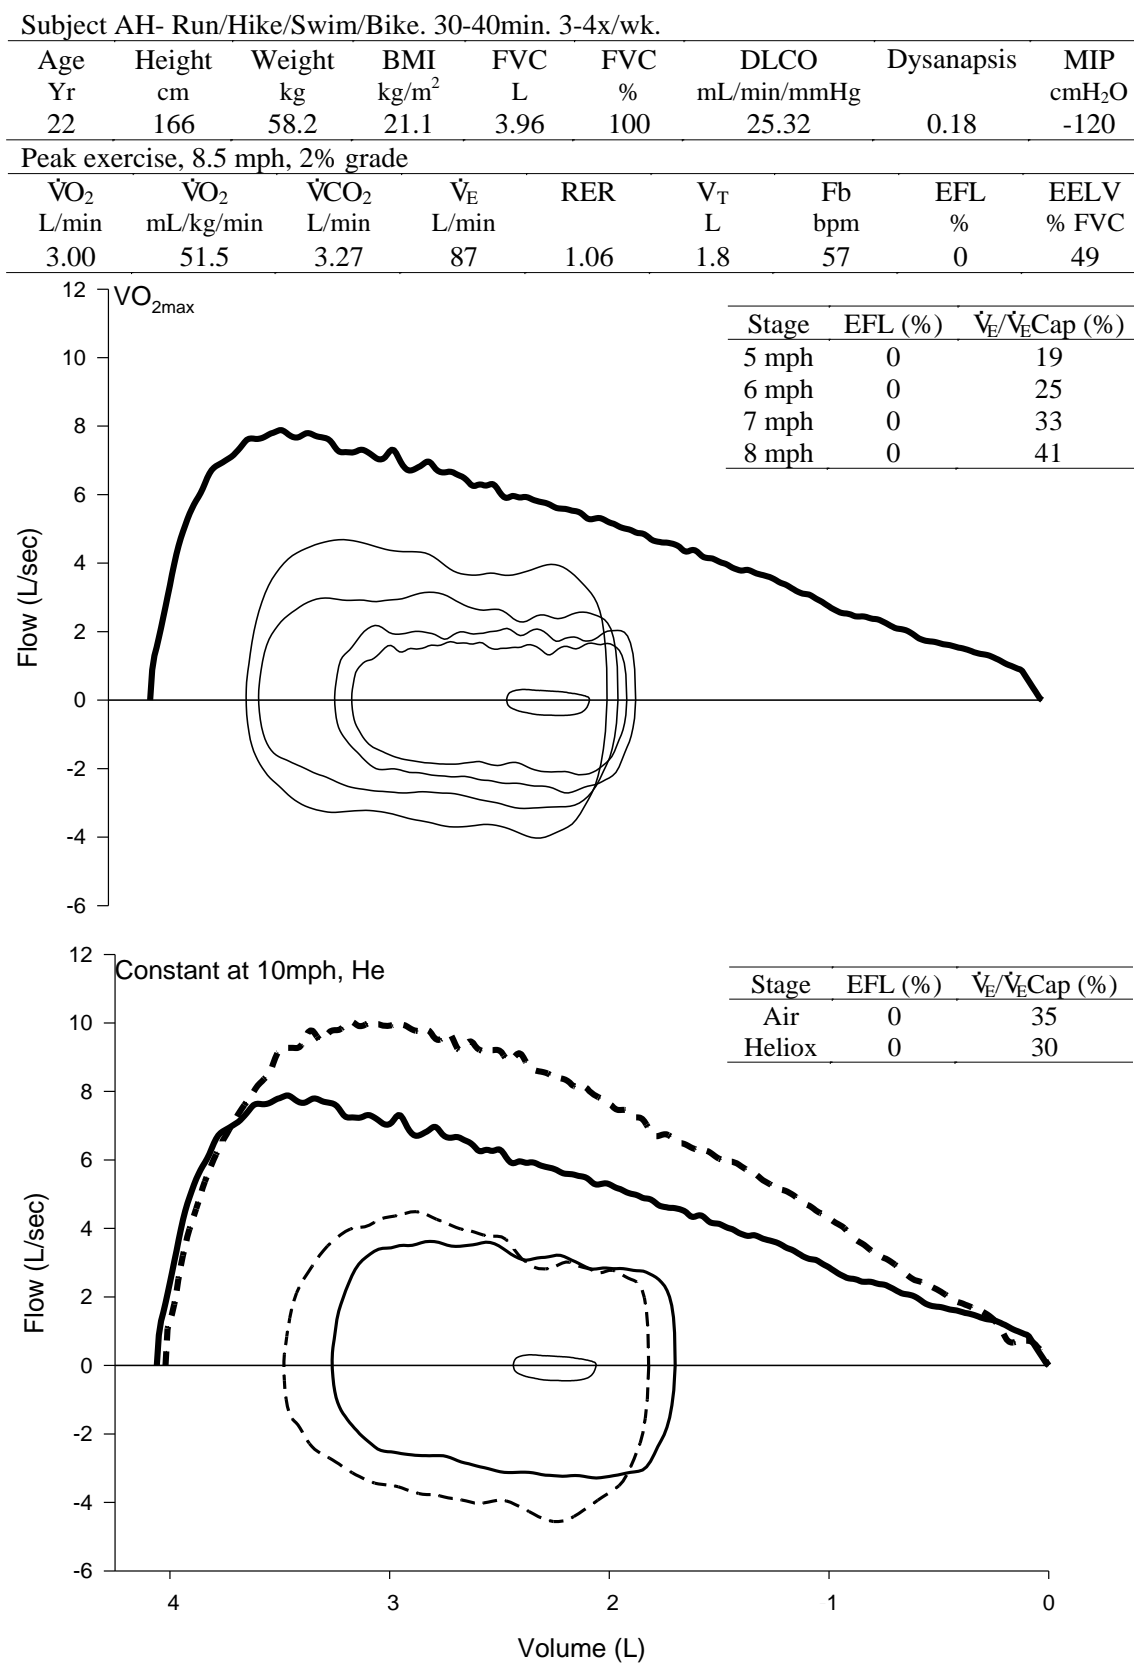 Subject AH- Run/Hike/Swim/Bike. 30-40min. 3-4x/wk.
Age Height Weight BMI FVC FVC DLCO Dysanapsis MIP
Yr cm kg kg/m² L % mL/min/mmHg cmH₂O
22 166 58.2 21.1 3.96 100 25.32 0.18 -120
Peak exercise, 8.5 mph, 2% grade
V̇O₂ V̇O₂ V̇CO₂ V̇E RER VT Fb EFL EELV
L/min mL/kg/min L/min L/min L bpm % % FVC
3.00 51.5 3.27 87 1.06 1.8 57 0 49
VO₂max
Stage EFL (%) V̇E/V̇ECap (%)
5 mph 0 19
6 mph 0 25
7 mph 0 33
8 mph 0 41
12
10
8
6
4
2
0
-2
-4
-6
Flow (L/sec)
Constant at 10mph, He
Stage EFL (%) V̇E/V̇ECap (%)
Air 0 35
Heliox 0 30
12
10
8
6
4
2
0
-2
-4
-6
Flow (L/sec)
4 3 2 1 0
Volume (L)